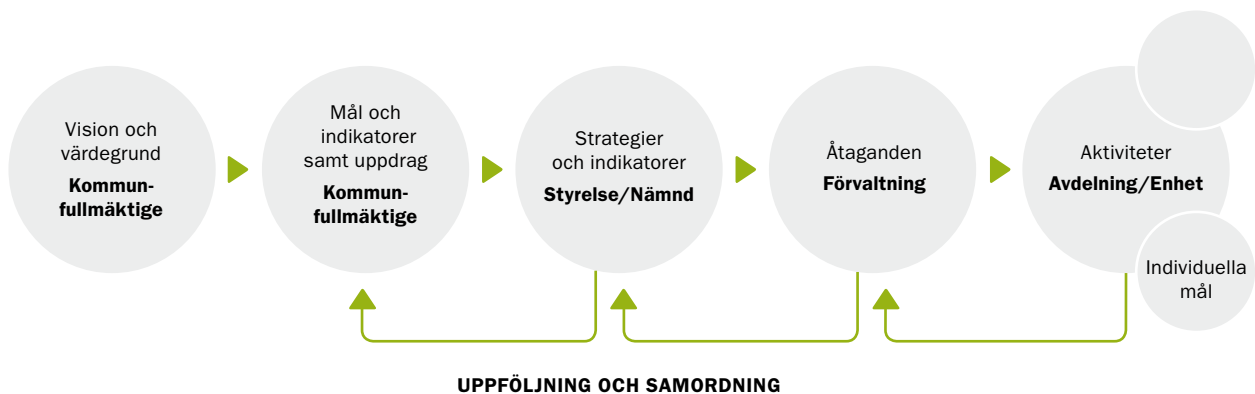 Vision och
värdegrund
Kommun-
fullmäktige
Mål och
indikatorer
samt uppdrag
Kommun-
fullmäktige
Strategier
och indikatorer
Styrelse/Nämnd
Åtaganden
Förvaltning
Aktiviteter
Avdelning/Enhet
Individuella
mål
UPPFÖLJNING OCH SAMORDNING